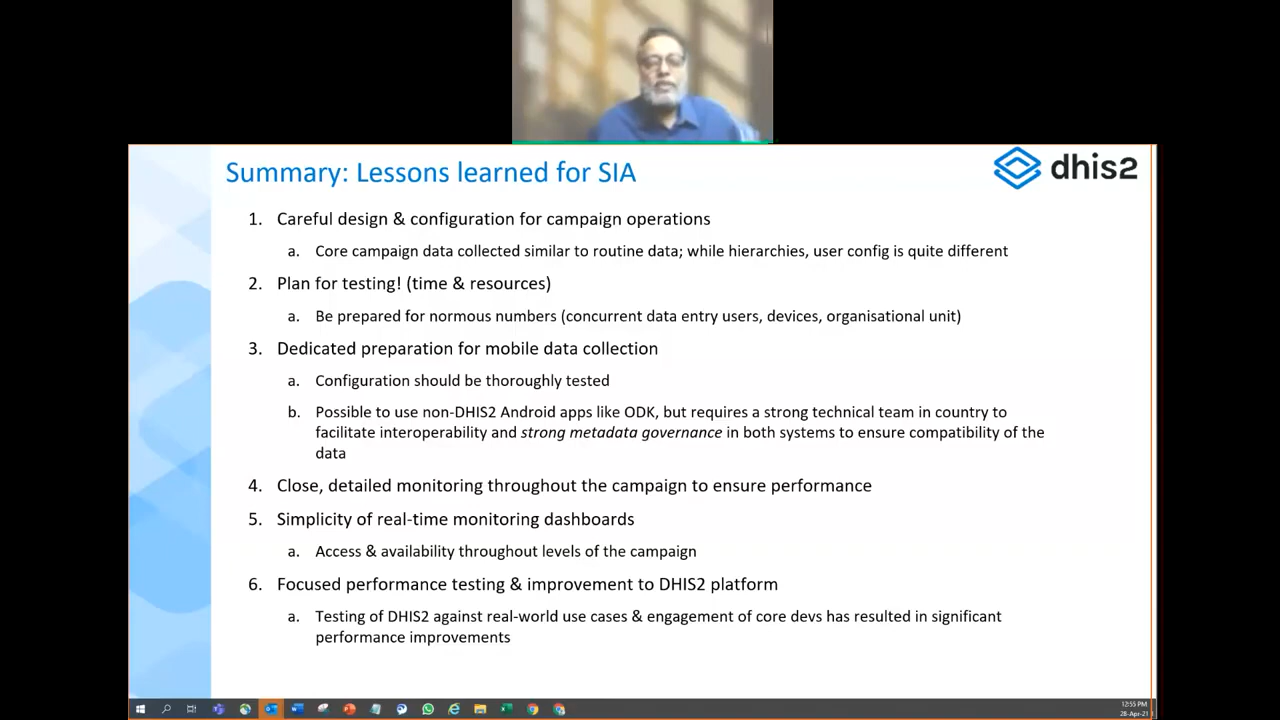 Summary: Lessons learned for SIA
dhis2
1. Careful design & configuration for campaign operations
a. Core campaign data collected similar to routine data; while hierarchies, user config is quite different
2. Plan for testing! (time & resources)
a. Be prepared for normous numbers (concurrent data entry users, devices, organisational unit)
3. Dedicated preparation for mobile data collection
a. Configuration should be thoroughly tested
b. Possible to use non-DHIS2 Android apps like ODK, but requires a strong technical team in country to
facilitate interoperability and strong metadata governance in both systems to ensure compatibility of the
data
4. Close, detailed monitoring throughout the campaign to ensure performance
5. Simplicity of real-time monitoring dashboards
a. Access & availability throughout levels of the campaign
6. Focused performance testing & improvement to DHIS2 platform
a. Testing of DHIS2 against real-world use cases & engagement of core devs has resulted in significant
performance improvements
12:55 PM
28-Apr-21